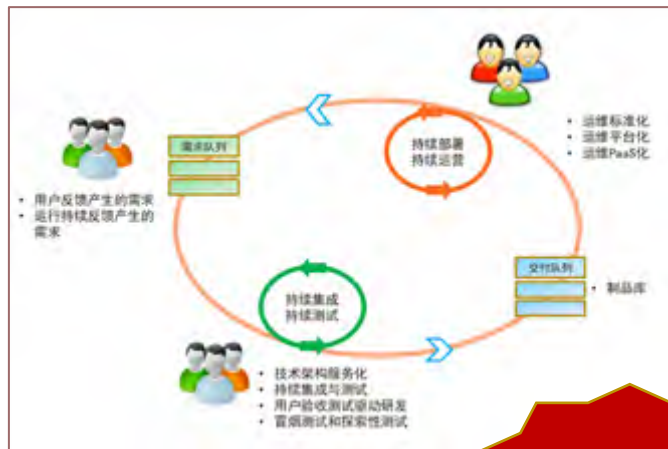 • 运维标准化
• 运维平台化
• 运维PaaS化
持续部署
持续运营
需求队列
• 用户反馈产生的需求
• 运行持续反馈产生的
需求
交付队列
• 制品库
持续集成
持续测试
• 技术架构服务化
• 持续集成与测试
• 用户验收测试驱动研发
• 冒烟测试和探索性测试